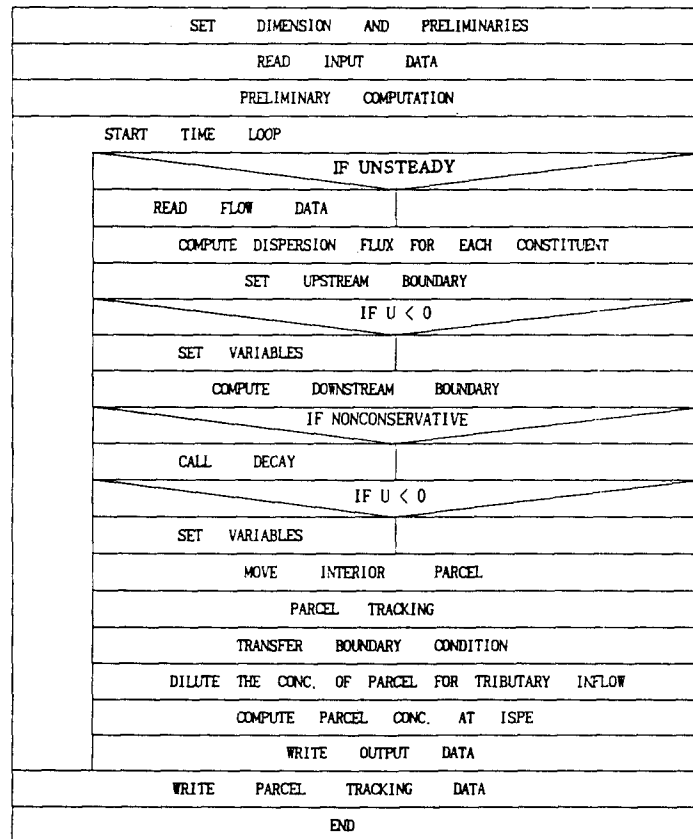 SET DIMENSION AND PRELIMINARIES
READ INPUT DATA
PRELIMINARY COMPUTATION
START TIME LOOP
IF UNSTEADY
READ FLOW DATA
COMPUTE DISPERSION FLUX FOR EACH CONSTITUENT
SET UPSTREAM BOUNDARY
IF U < 0
SET VARIABLES
COMPUTE DOWNSTREAM BOUNDARY
IF NONCONSERVATIVE
CALL DECAY
IF U < 0
SET VARIABLES
MOVE INTERIOR PARCEL
PARCEL TRACKING
TRANSFER BOUNDARY CONDITION
DILUTE THE CONC. OF PARCEL FOR TRIBUTARY INFLOW
COMPUTE PARCEL CONC. AT ISPE
WRITE OUTPUT DATA
WRITE PARCEL TRACKING DATA
END